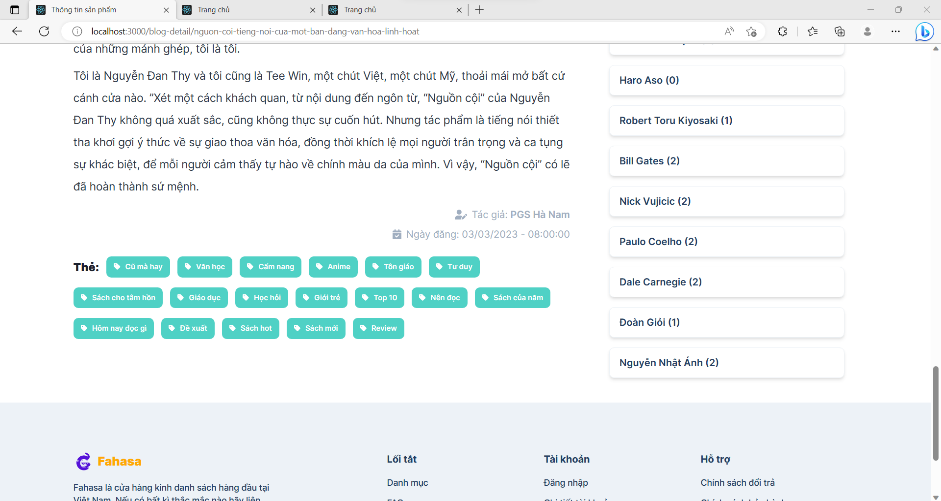 Thông tin sản phẩm
Trang chủ
Trang chủ
localhost:3000/blog-detail/nguon-coi-tieng-noi-cua-mot-ban-dang-van-hoa-linh-hoat
của những mảnh ghép, tôi là tôi.
Tôi là Nguyễn Đan Thy và tôi cũng là Tee Win, một chút Việt, một chút Mỹ, thoải mái mở bất cứ
cánh cửa nào. “Xét một cách khách quan, từ nội dung đến ngôn từ, “Nguồn cội” của Nguyễn
Đan Thy không quá xuất sắc, cũng không thực sự cuốn hút. Nhưng tác phẩm là tiếng nói thiết
tha khơi gợi ý thức về sự giao thoa văn hóa, đồng thời khích lệ mọi người trân trọng và ca tụng
sự khác biệt, để mỗi người cảm thấy tự hào về chính màu da của mình. Vì vậy, “Nguồn cội” có lẽ
đã hoàn thành sứ mệnh.
Tác giả: PGS Hà Nam
Ngày đăng: 03/03/2023 - 08:00:00
Thẻ:
Cũ mà hay
Văn học
Cẩm nang
Anime
Tôn giáo
Tư duy
Sách cho tâm hồn
Giáo dục
Học hỏi
Giới trẻ
Top 10
Nên đọc
Sách của năm
Hôm nay đọc gì
Đề xuất
Sách hot
Sách mới
Review
Haro Aso (0)
Robert Toru Kiyosaki (1)
Bill Gates (2)
Nick Vujicic (2)
Paulo Coelho (2)
Dale Carnegie (2)
Đoàn Giỏi (1)
Nguyễn Nhật Ánh (2)
Fahasa
Fahasa là cửa hàng kinh danh sách hàng đầu tại
Việt Nam. Nếu có bất kì thắc mắc nào hãy liên
Lối tắt
Danh mục
FAQ
Tài khoản
Đăng nhập
Chi tiết tài khoản
Hỗ trợ
Chính sách đổi trả